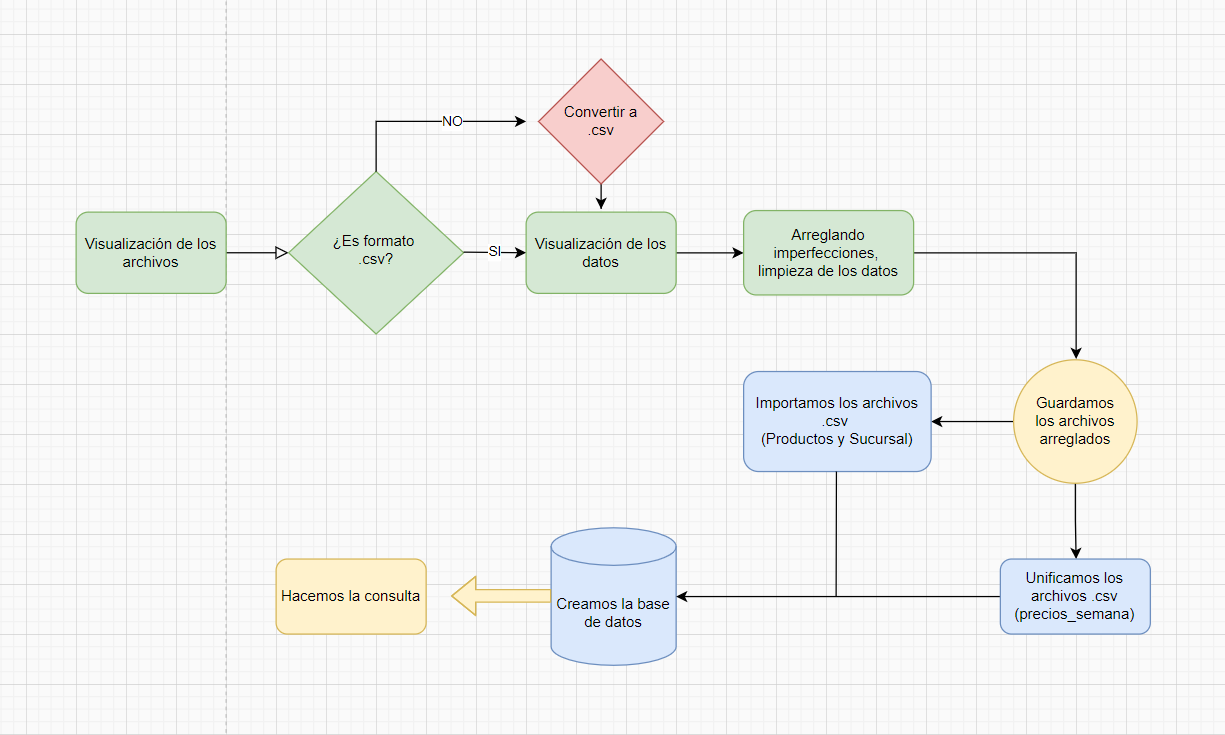 Convertir a
.csv
NO
Visualización de los
archivos
¿Es formato
.csv?
SI
Visualización de los
datos
Arreglando
imperfecciones,
limpieza de los datos
Guardamos
los archivos
arreglados
Importamos los archivos
.csv
(Productos y Sucursal)
Unificamos los
archivos .csv
(precios_semana)
Creamos la base
de datos
Hacemos la consulta